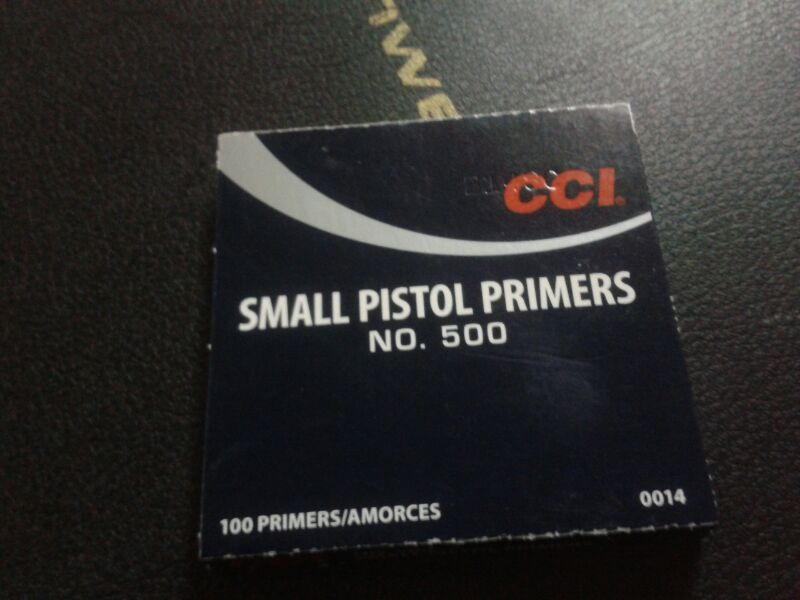 CCI
SMALL PISTOL PRIMERS
NO. 500
100 PRIMERS/AMORCES
0014